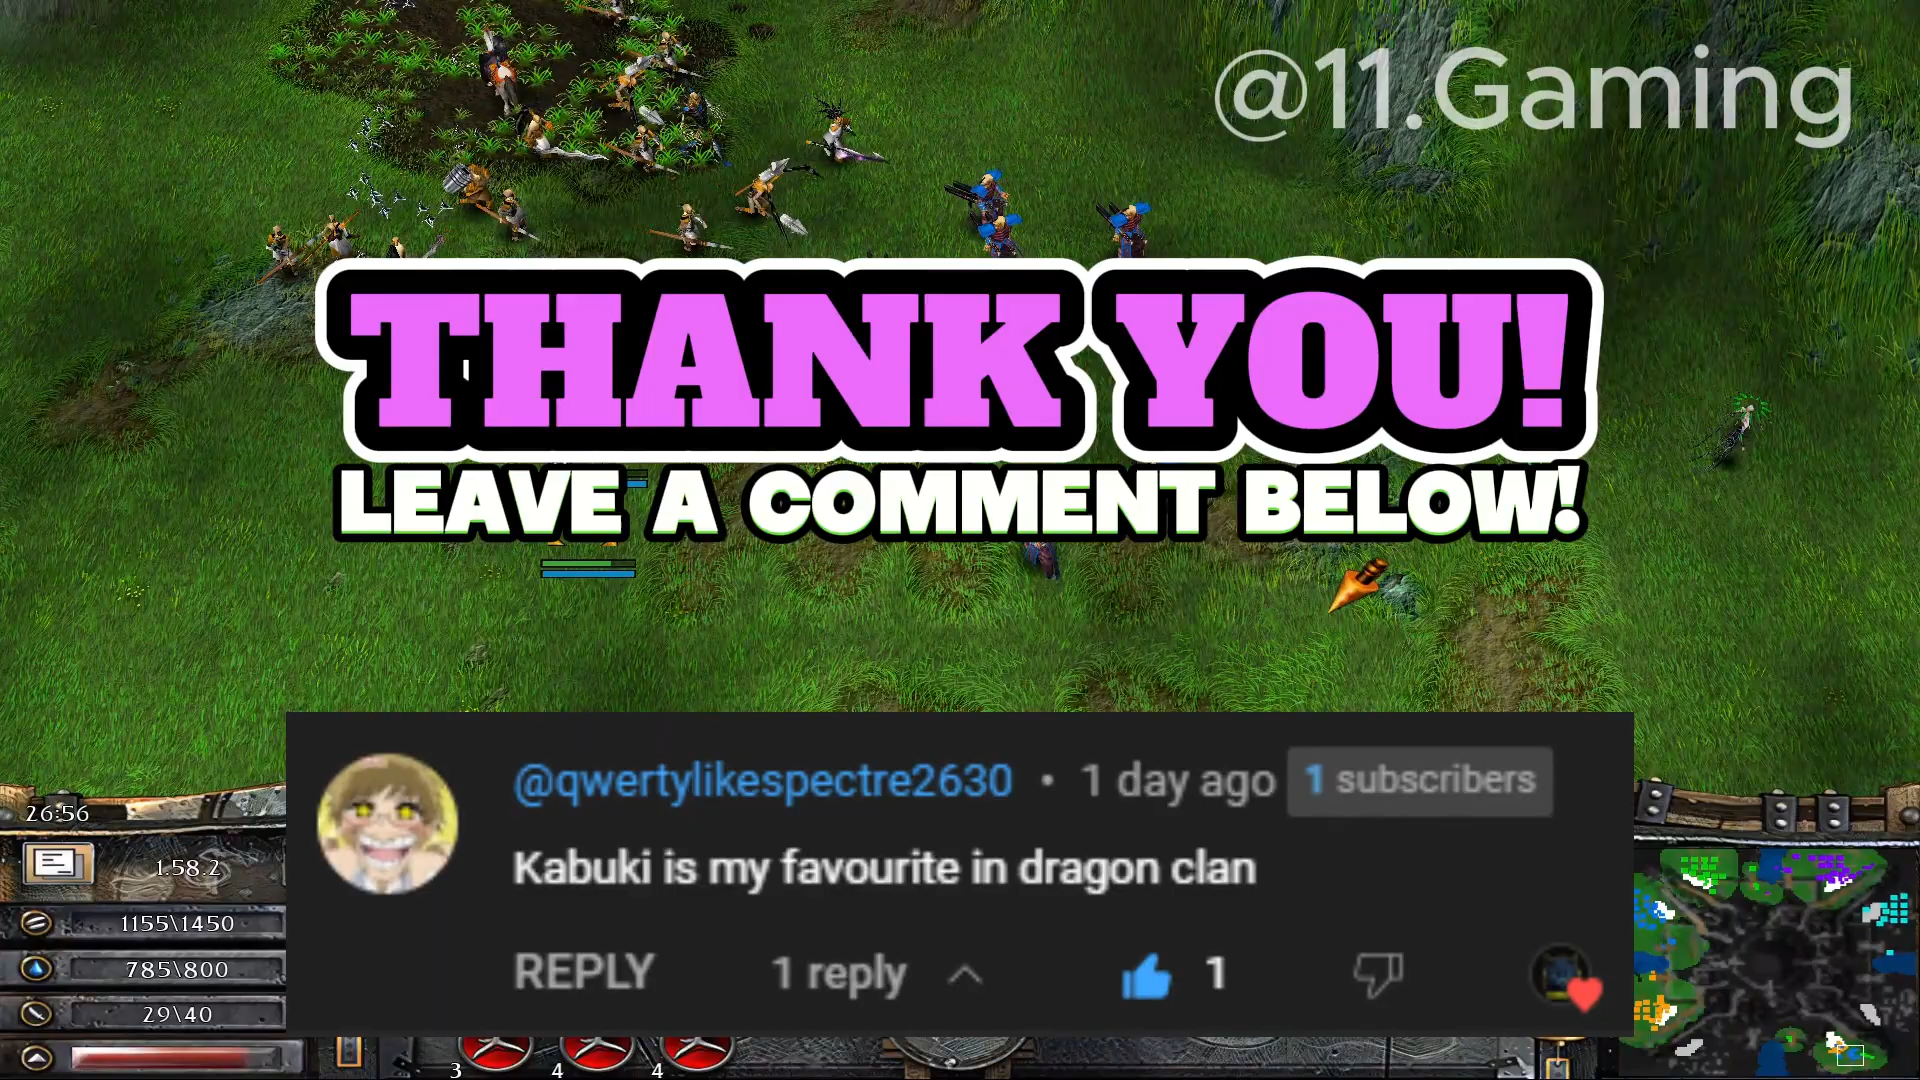 @11.Gaming
THANK YOU!
LEAVE A COMMENT BELOW!
@qwertylikespectre2630 • 1 day ago 1 subscribers
Kabuki is my favourite in dragon clan
REPLY 1 reply 1
26:56
1.58.2
1155\1450
785\800
29\40
3 4 4